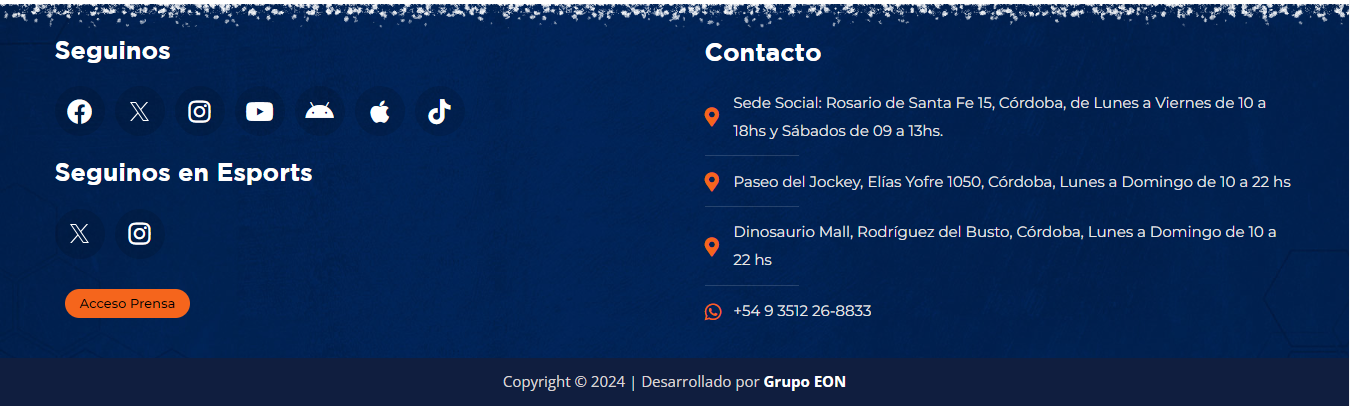 Seguinos
Seguinos en Esports
Acceso Prensa
Contacto
Sede Social: Rosario de Santa Fe 15, Córdoba, de Lunes a Viernes de 10 a
18hs y Sábados de 09 a 13hs.
Paseo del Jockey, Elías Yofre 1050, Córdoba, Lunes a Domingo de 10 a 22 hs
Dinosaurio Mall, Rodríguez del Busto, Córdoba, Lunes a Domingo de 10 a
22 hs
+54 9 3512 26-8833
Copyright © 2024 | Desarrollado por Grupo EON